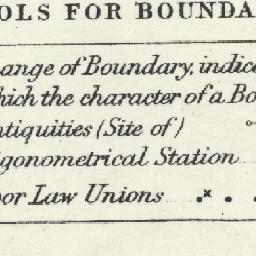 OLS FOR BOUNDA
ange of Boundary, indic
hich the character of a Bo
ntiquities (Site of)
igonometrical Station
oor Law Unions